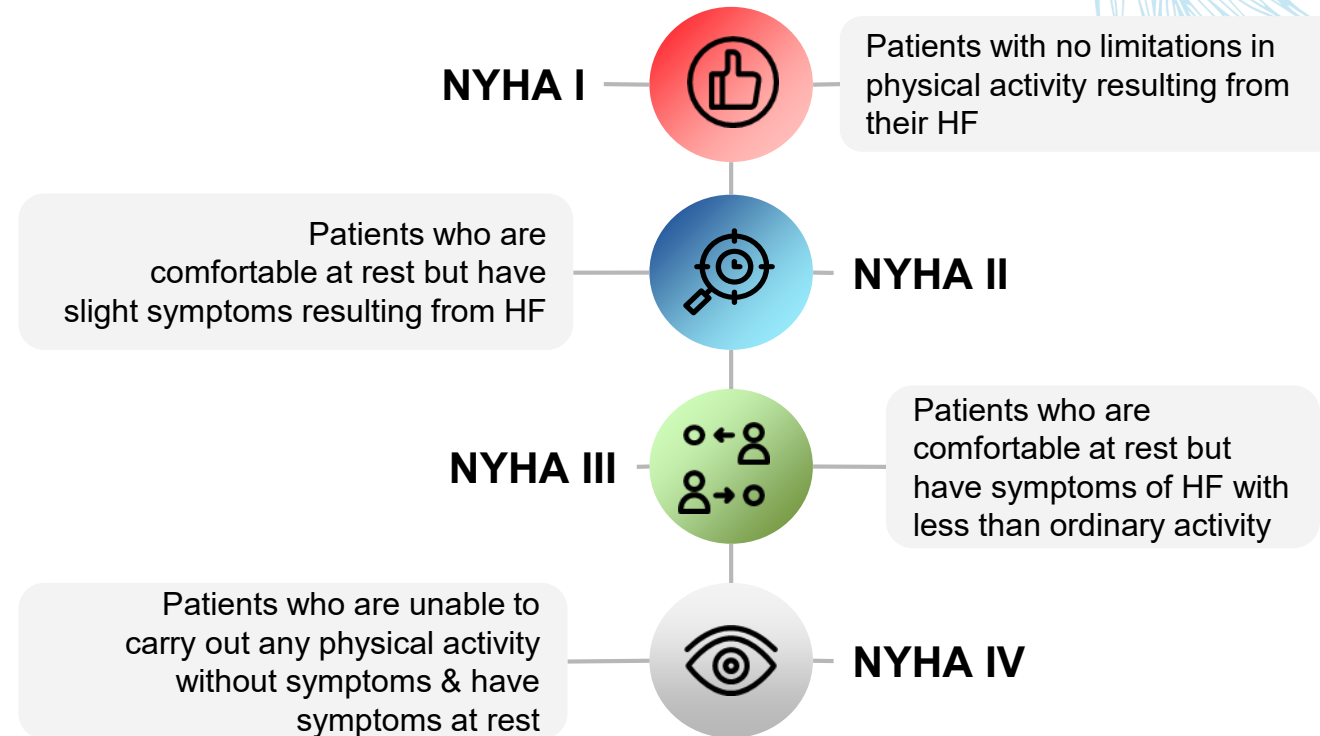 NYHA I
Patients with no limitations in
physical activity resulting from
their HF
Patients who are
comfortable at rest but have
slight symptoms resulting from HF
NYHA II
NYHA III
Patients who are
comfortable at rest but
have symptoms of HF with
less than ordinary activity
Patients who are unable to
carry out any physical activity
without symptoms & have
symptoms at rest
NYHA IV